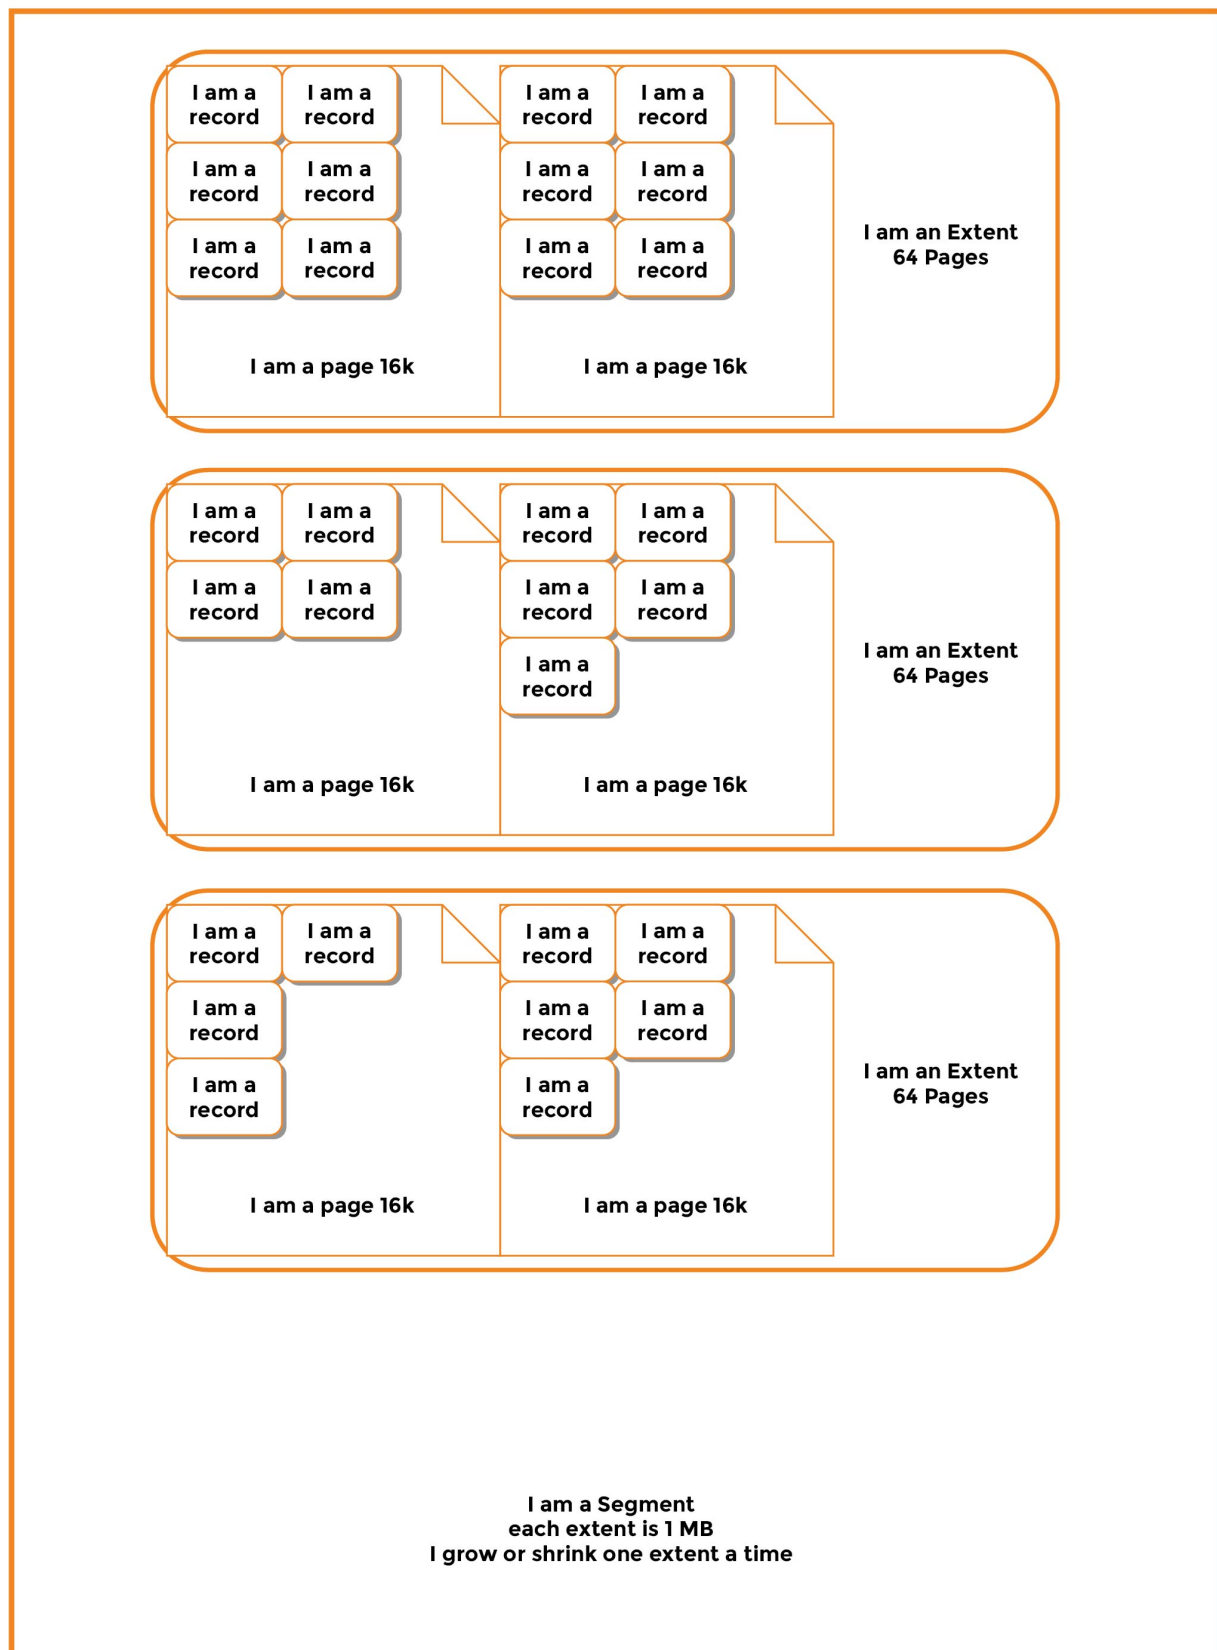 I am a
record
I am a
record
I am a
record
I am a
record
I am a
record
I am a
record
I am a page 16k
I am a
record
I am a
record
I am a
record
I am a
record
I am a
record
I am a
record
I am a page 16k
I am an Extent
64 Pages
I am a
record
I am a
record
I am a
record
I am a
record
I am a page 16k
I am a
record
I am a
record
I am a
record
I am a
record
I am a
record
I am a page 16k
I am an Extent
64 Pages
I am a
record
I am a
record
I am a
record
I am a
record
I am a page 16k
I am a
record
I am a
record
I am a
record
I am a
record
I am a
record
I am a page 16k
I am an Extent
64 Pages
I am a Segment
each extent is 1 MB
I grow or shrink one extent a time